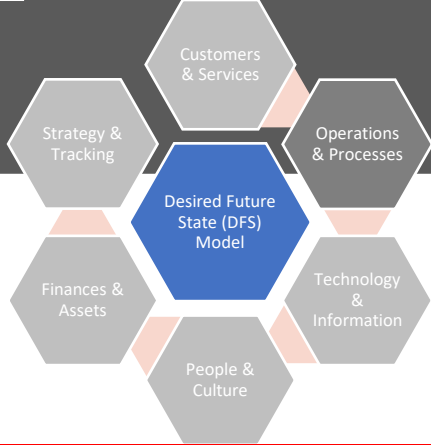 Customers
& Services
Strategy &
Tracking
Operations
& Processes
Desired Future
State (DFS)
Model
Finances &
Assets
Technology
&
Information
People &
Culture